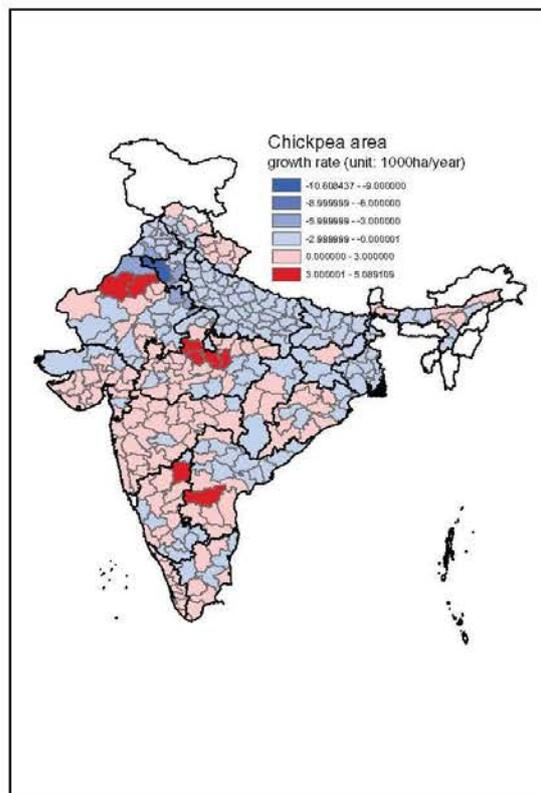 Chickpea area
growth rate (unit: 1000ha/year)
-10.608437 - -9.000000
-8.999999 - -6.000000
-5.999999 - -3.000000
-2.999999 - -0.000001
0.000000 - 3.000000
3.000001 - 5.089109